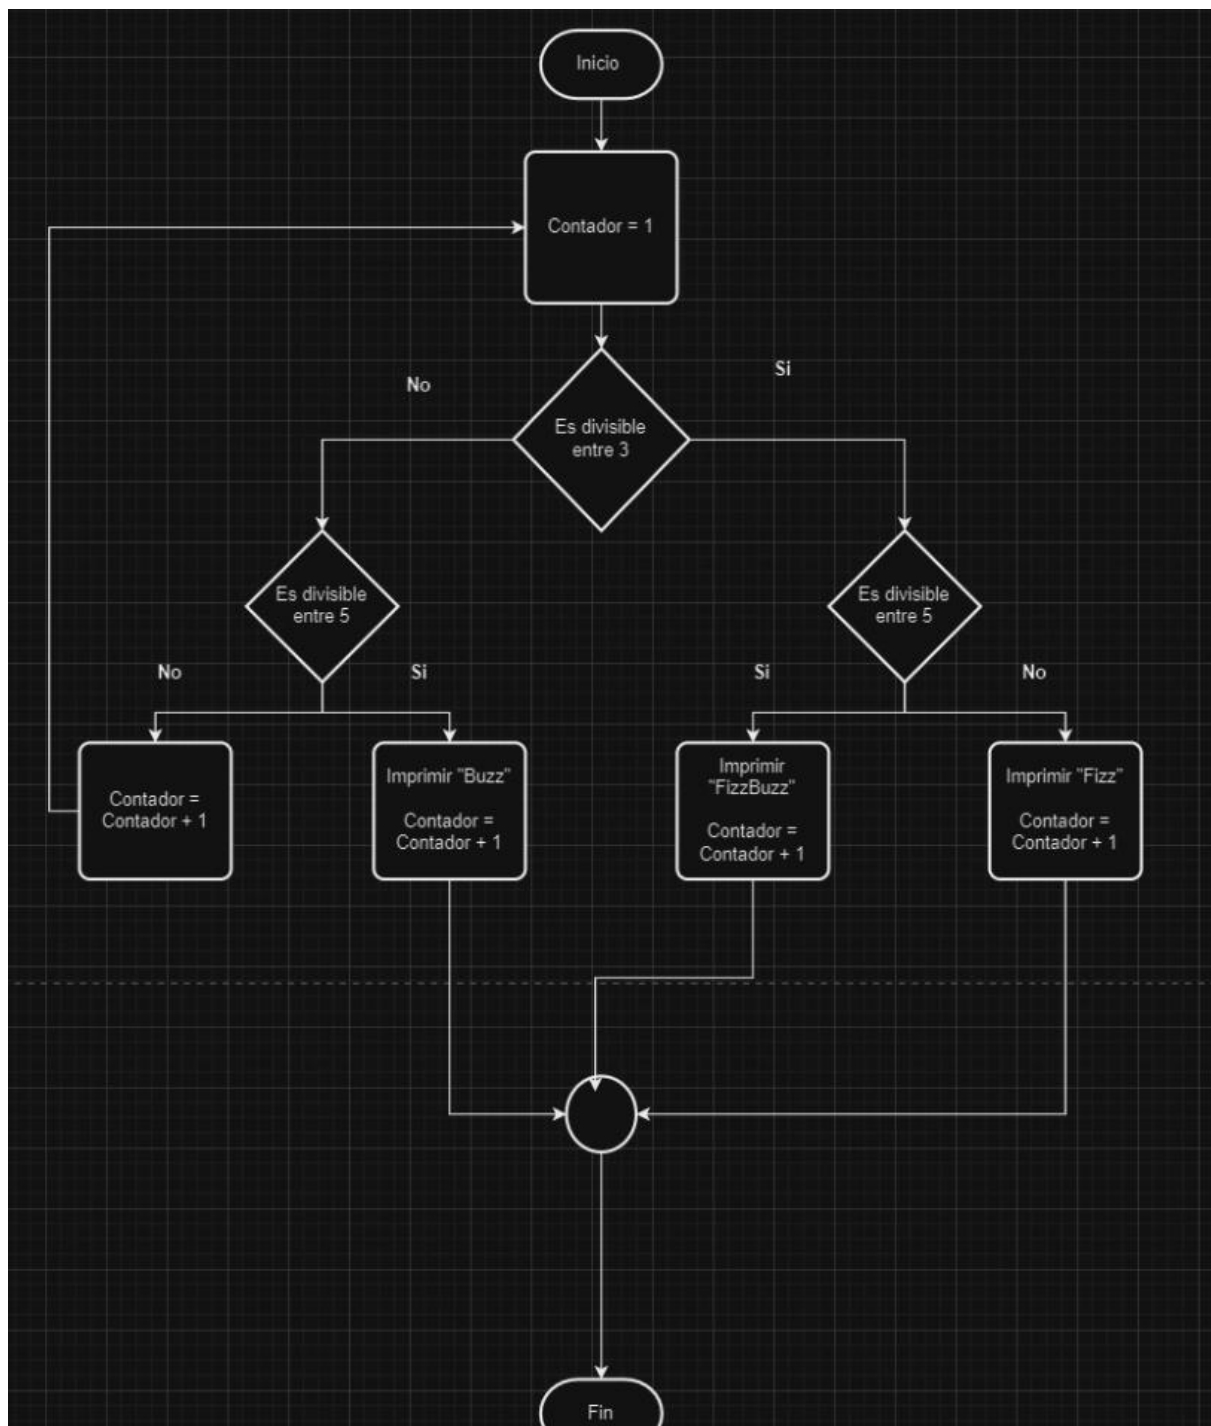 Inicio
Contador = 1
No
Si
Es divisible
entre 3
Es divisible
entre 5
Es divisible
entre 5
No
Si
Si
No
Contador =
Contador + 1
Imprimir "Buzz"
Contador =
Contador + 1
Imprimir
"FizzBuzz"
Contador =
Contador + 1
Imprimir "Fizz"
Contador =
Contador + 1
Fin